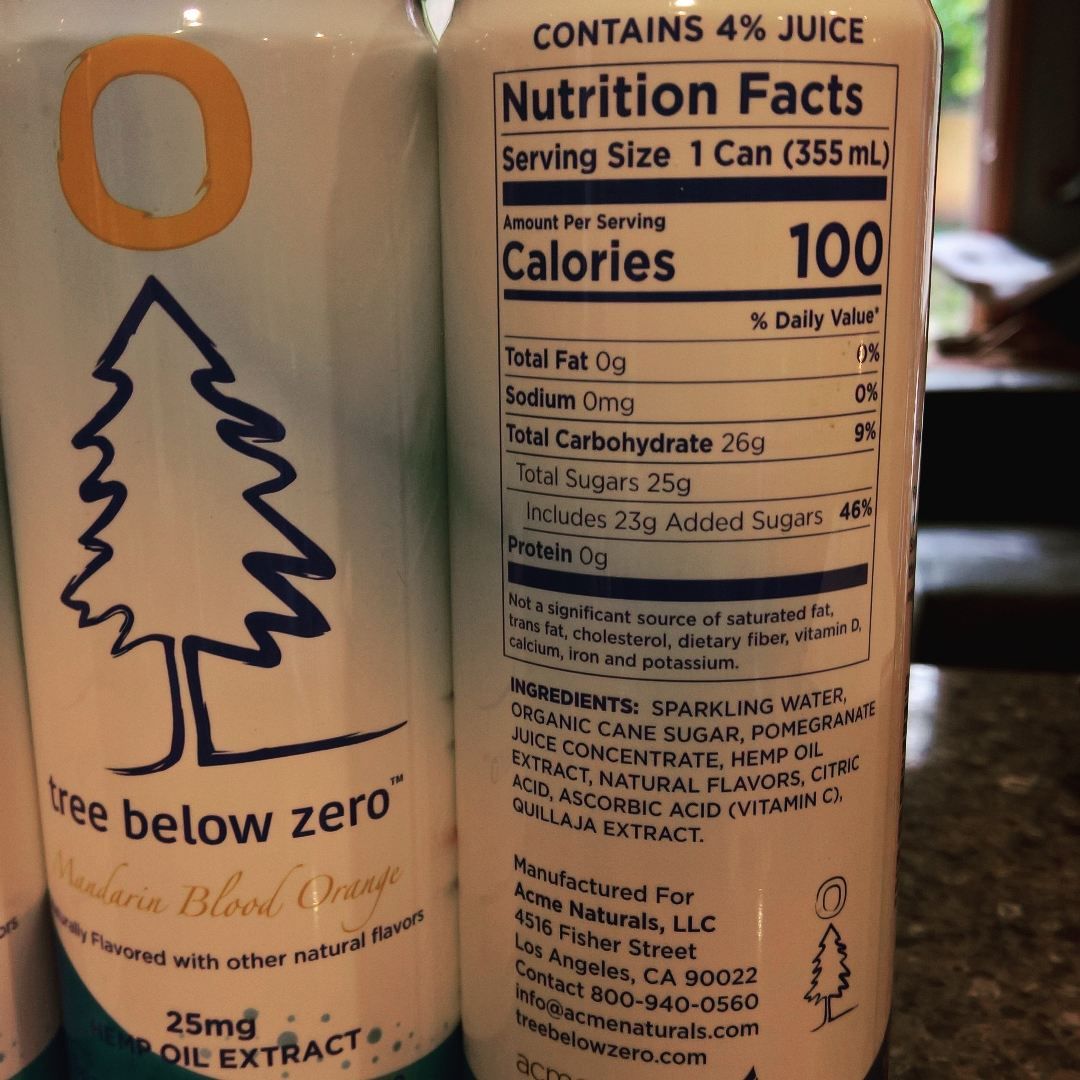 0
tree below zero™
Mandarin Blood Orange
Flavored with other natural flavors
25mg
HEMP OIL EXTRACT
CONTAINS 4% JUICE
Nutrition Facts
Serving Size 1 Can (355 mL)
Amount Per Serving
Calories 100
% Daily Value*
Total Fat 0g 0%
Sodium 0mg 0%
Total Carbohydrate 26g 9%
Total Sugars 25g
Includes 23g Added Sugars 46%
Protein 0g
Not a significant source of saturated fat,
trans fat, cholesterol, dietary fiber, vitamin D,
calcium, iron and potassium.
INGREDIENTS: SPARKLING WATER,
ORGANIC CANE SUGAR, POMEGRANATE
JUICE CONCENTRATE, HEMP OIL
EXTRACT, NATURAL FLAVORS, CITRIC
ACID, ASCORBIC ACID (VITAMIN C),
QUILLAJA EXTRACT.
Manufactured For
Acme Naturals, LLC
4516 Fisher Street
Los Angeles, CA 90022
Contact 800-940-0560
info@acmenaturals.com
treebelowzero.com
0